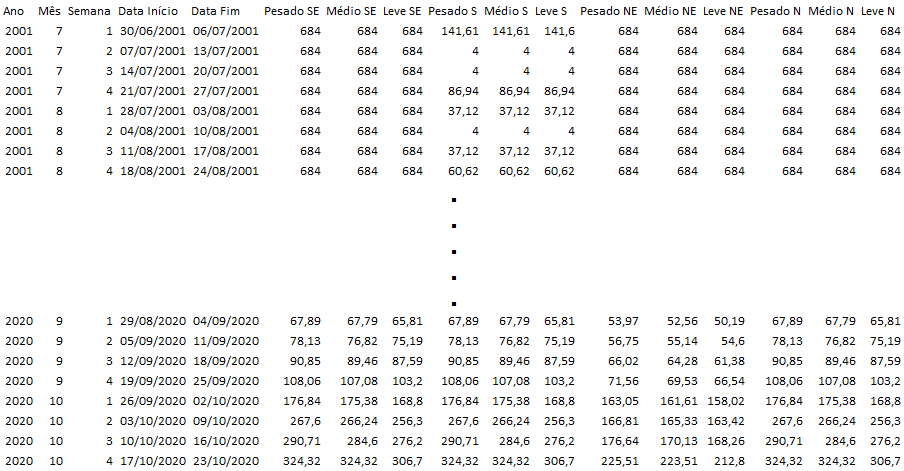 Ano Mês Semana Data Início Data Fim Pesado SE Médio SE Leve SE Pesado S Médio S Leve S Pesado NE Médio NE Leve NE Pesado N Médio N Leve N
2001 7 1 30/06/2001 06/07/2001 684 684 684 141,61 141,61 141,6 684 684 684 684 684 684
2001 7 2 07/07/2001 13/07/2001 684 684 684 4 4 4 684 684 684 684 684 684
2001 7 3 14/07/2001 20/07/2001 684 684 684 4 4 4 684 684 684 684 684 684
2001 7 4 21/07/2001 27/07/2001 684 684 684 86,94 86,94 86,94 684 684 684 684 684 684
2001 8 1 28/07/2001 03/08/2001 684 684 684 37,12 37,12 37,12 684 684 684 684 684 684
2001 8 2 04/08/2001 10/08/2001 684 684 684 4 4 4 684 684 684 684 684 684
2001 8 3 11/08/2001 17/08/2001 684 684 684 37,12 37,12 37,12 684 684 684 684 684 684
2001 8 4 18/08/2001 24/08/2001 684 684 684 60,62 60,62 60,62 684 684 684 684 684 684
2020 9 1 29/08/2020 04/09/2020 67,89 67,79 65,81 67,89 67,79 65,81 53,97 52,56 50,19 67,89 67,79 65,81
2020 9 2 05/09/2020 11/09/2020 78,13 76,82 75,19 78,13 76,82 75,19 56,75 55,14 54,6 78,13 76,82 75,19
2020 9 3 12/09/2020 18/09/2020 90,85 89,46 87,59 90,85 89,46 87,59 66,02 64,28 61,38 90,85 89,46 87,59
2020 9 4 19/09/2020 25/09/2020 108,06 107,08 103,2 108,06 107,08 103,2 71,56 69,53 66,54 108,06 107,08 103,2
2020 10 1 26/09/2020 02/10/2020 176,84 175,38 168,8 176,84 175,38 168,8 163,05 161,61 158,02 176,84 175,38 168,8
2020 10 2 03/10/2020 09/10/2020 267,6 266,24 256,3 267,6 266,24 256,3 166,81 165,33 163,42 267,6 266,24 256,3
2020 10 3 10/10/2020 16/10/2020 290,71 284,6 276,2 290,71 284,6 276,2 176,64 170,13 168,26 290,71 284,6 276,2
2020 10 4 17/10/2020 23/10/2020 324,32 324,32 306,7 324,32 324,32 306,7 225,51 223,51 212,8 324,32 324,32 306,7